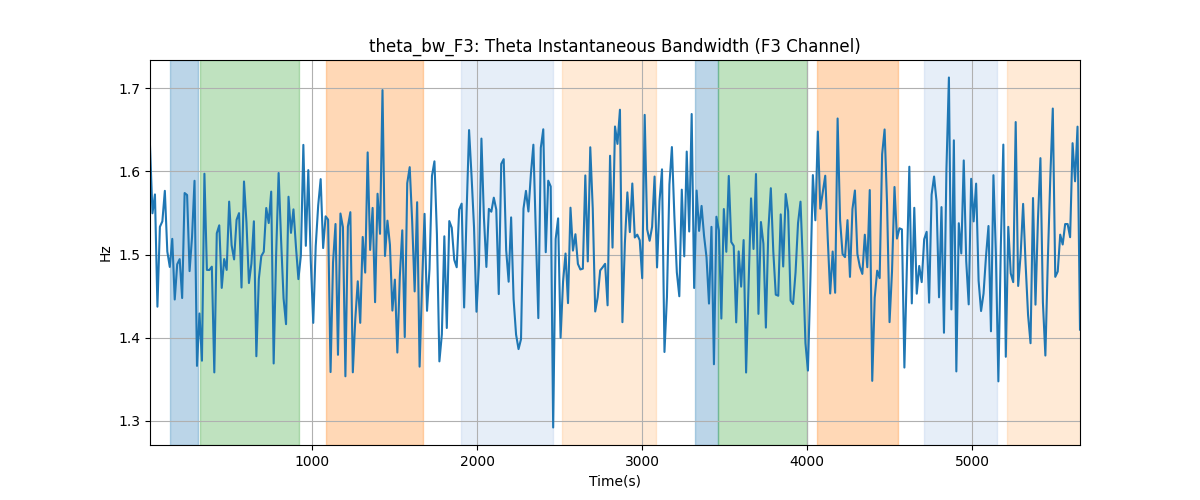 theta_bw_F3: Theta Instantaneous Bandwidth (F3 Channel)
1.7
1.6
1.5
1.4
1.3
Hz
1000 2000 3000 4000 5000
Time(s)